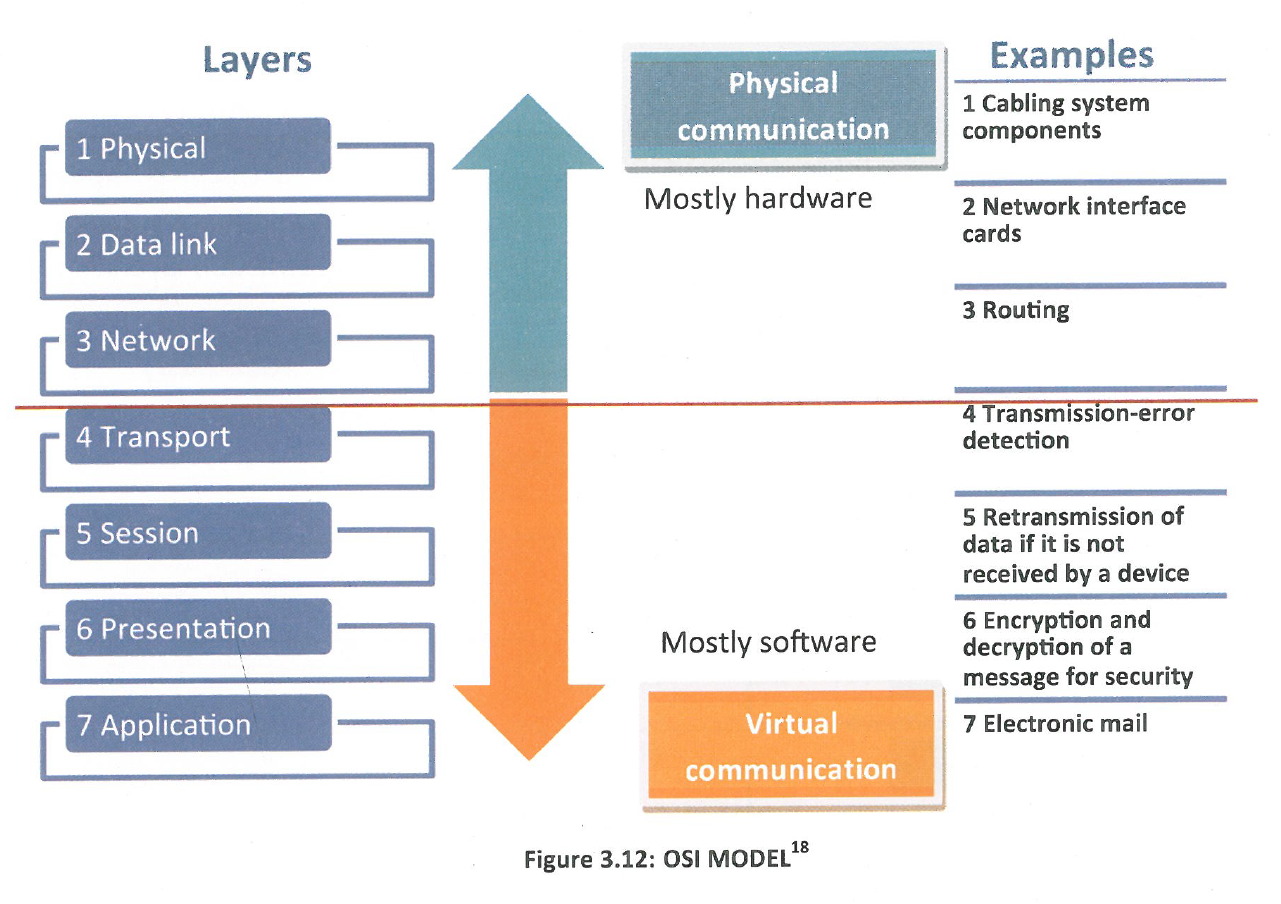 Layers
1 Physical
2 Data link
3 Network
4 Transport
5 Session
6 Presentation
7 Application
Physical
communication
Mostly hardware
Mostly software
Virtual
communication
Examples
1 Cabling system
components
2 Network interface
cards
3 Routing
4 Transmission-error
detection
5 Retransmission of
data if it is not
received by a device
6 Encryption and
decryption of a
message for security
7 Electronic mail
Figure 3.12: OSI MODEL18